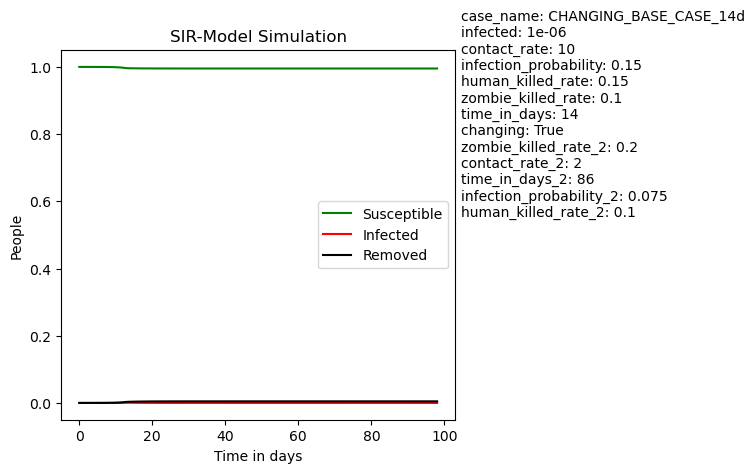 SIR-Model Simulation
case_name: CHANGING_BASE_CASE_14d
infected: 1e-06
contact_rate: 10
infection_probability: 0.15
human_killed_rate: 0.15
zombie_killed_rate: 0.1
time_in_days: 14
changing: True
zombie_killed_rate_2: 0.2
contact_rate_2: 2
time_in_days_2: 86
infection_probability_2: 0.075
human_killed_rate_2: 0.1
People
1.0
0.8
0.6
0.4
0.2
0.0
Susceptible
Infected
Removed
0 20 40 60 80 100
Time in days